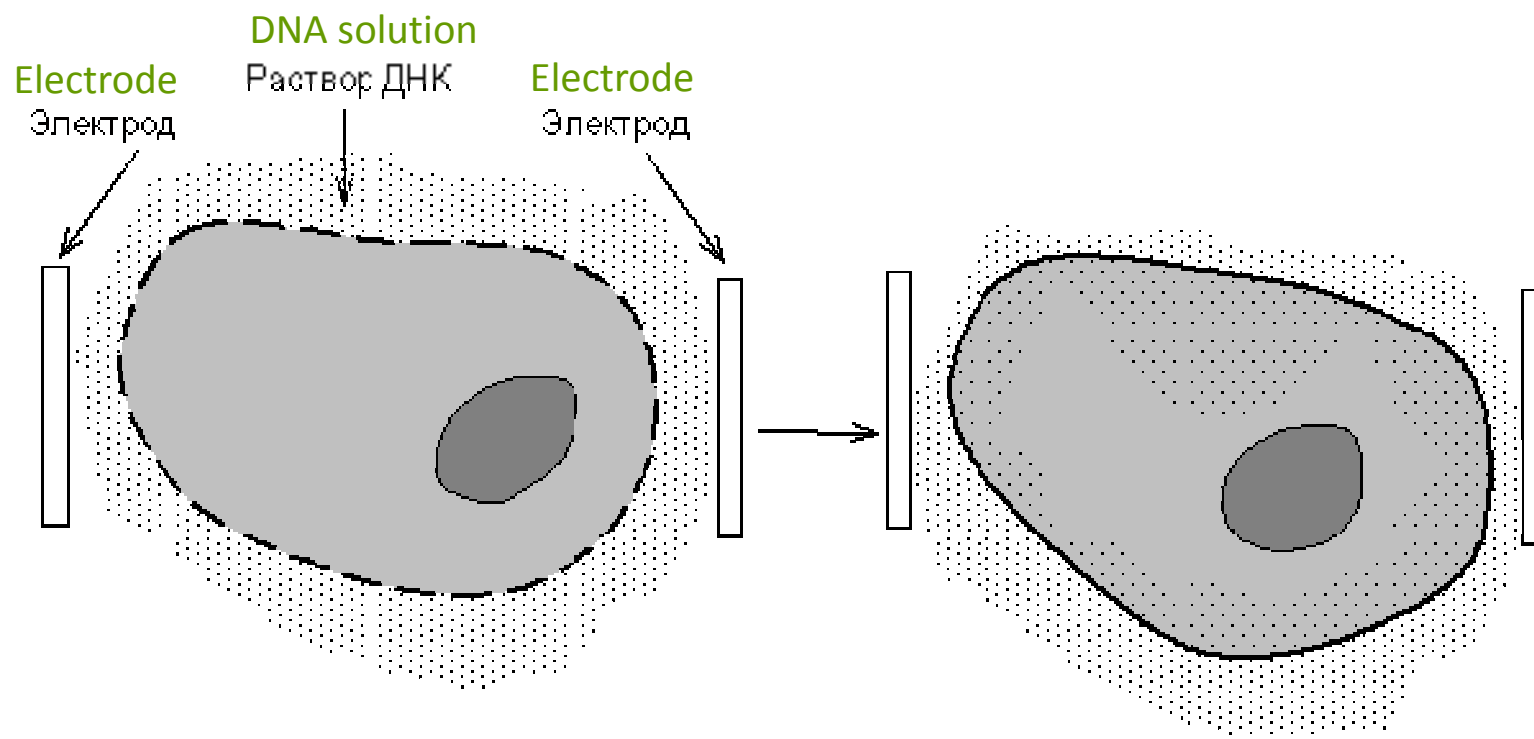 DNA solution
Раствор ДНК
Electrode
Электрод
Electrode
Электрод